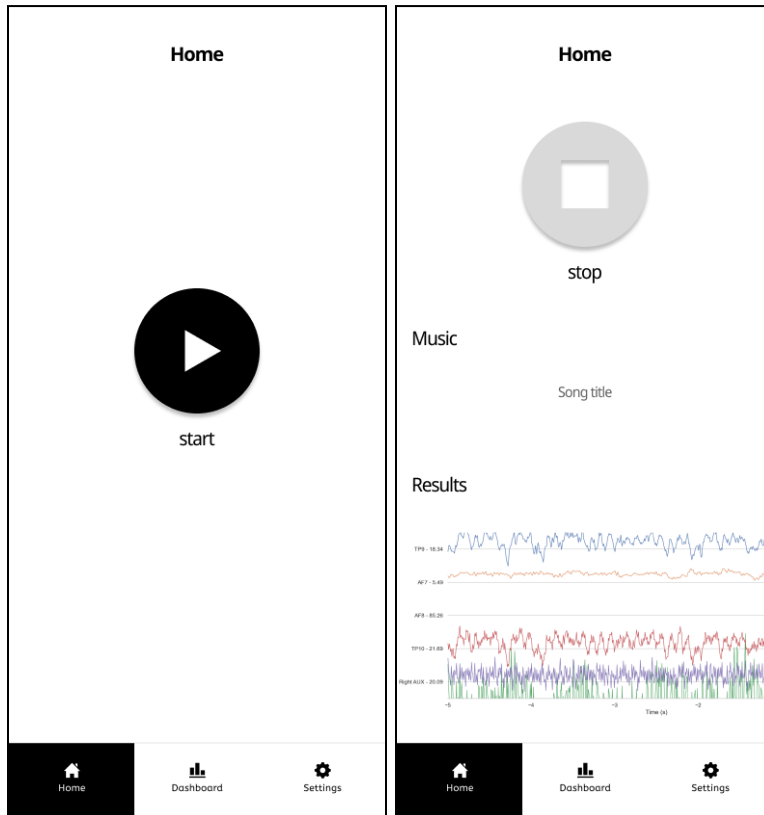 Home
start
Home
Dashboard
Settings
Home
stop
Music
Song title
Results
TP9 - 18.34
AF7 - 3.49
AF8 - 85.26
TP10 - 21.89
Right AUX - 20.09
-5
-4
-3
-2
Time (s)
Home
Dashboard
Settings